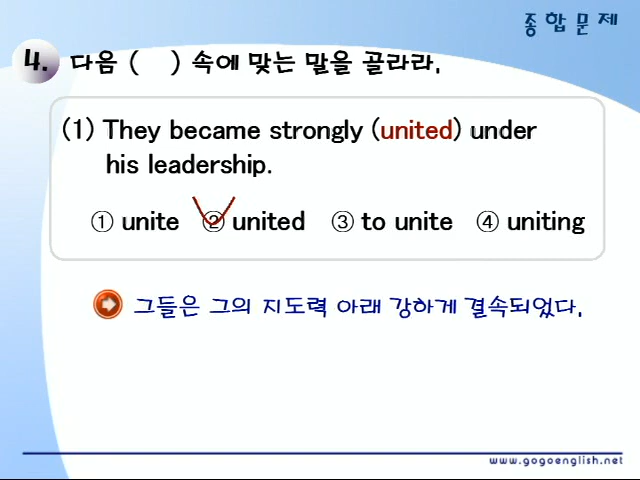 종합문제
4. 다음 (    ) 속에 맞는 말을 골라라.
(1) They became strongly (united) under
his leadership.
① unite ② united ③ to unite ④ uniting
그들은 그의 지도력 아래 강하게 결속되었다.
www.gogoenglish.net